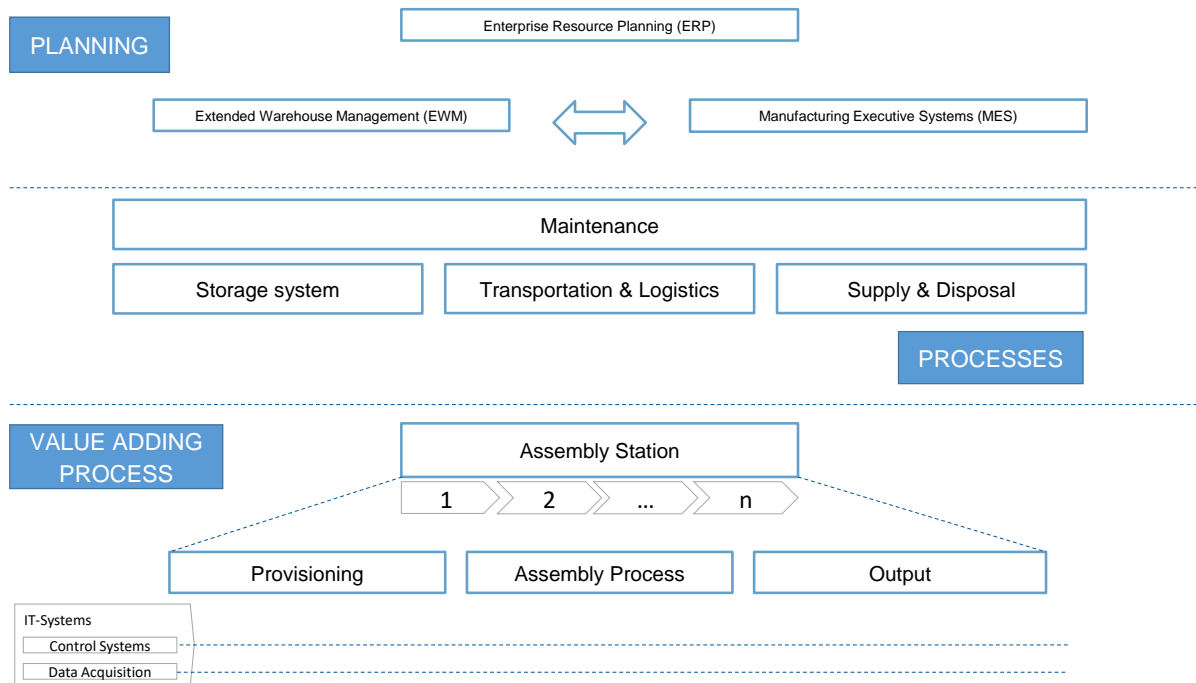 Enterprise Resource Planning (ERP)
PLANNING
Extended Warehouse Management (EWM)
Manufacturing Executive Systems (MES)
Maintenance
Storage system
Transportation & Logistics
Supply & Disposal
PROCESSES
VALUE ADDING
PROCESS
Assembly Station
1
2
...
n
Provisioning
Assembly Process
Output
IT-Systems
Control Systems
Data Acquisition